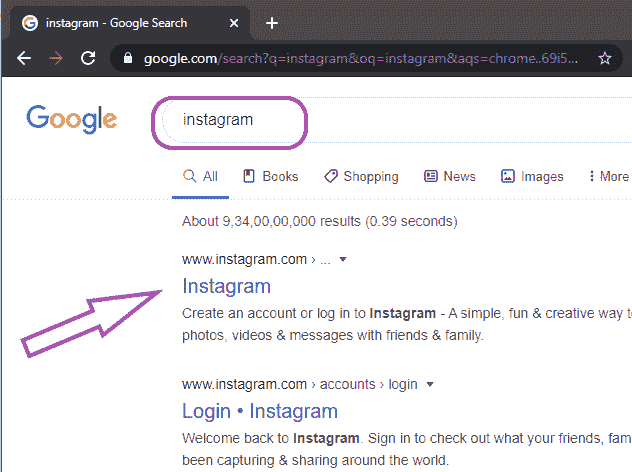 instagram - Google Search
google.com/search?q=instagram&oq=instagram&aqs=chrome..69i5...
Google
instagram
All Books Shopping News Images More
About 9,34,00,00,000 results (0.39 seconds)
www.instagram.com › ...
Instagram
Create an account or log in to Instagram - A simple, fun & creative way
photos, videos & messages with friends & family.
www.instagram.com › accounts › login
Login • Instagram
Welcome back to Instagram. Sign in to check out what your friends,
been capturing & sharing around the world.